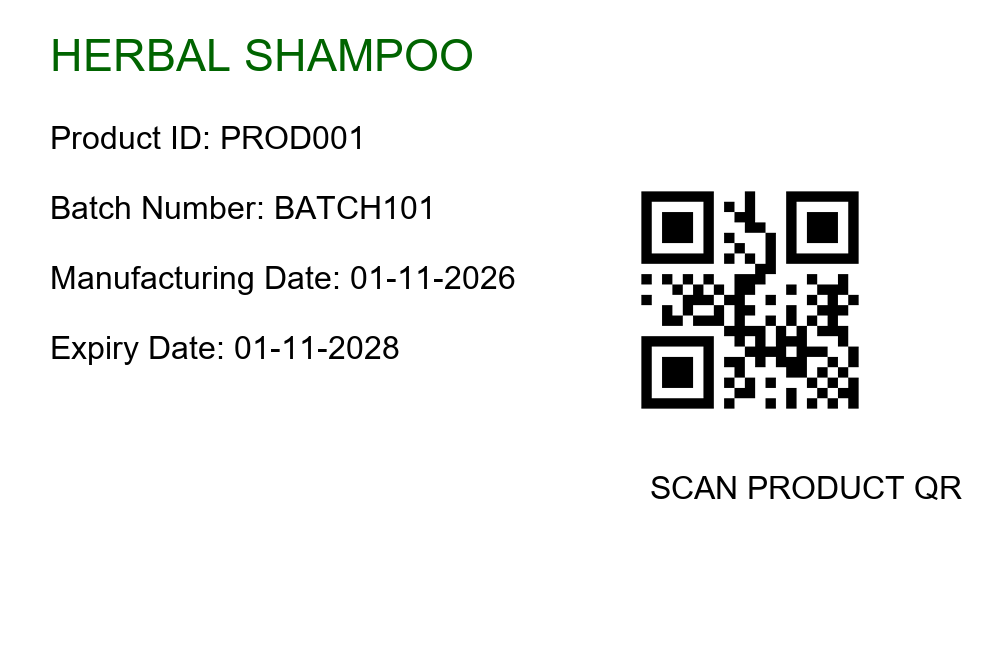 HERBAL SHAMPOO
Product ID: PROD001
Batch Number: BATCH101
Manufacturing Date: 01-11-2026
Expiry Date: 01-11-2028
SCAN PRODUCT QR